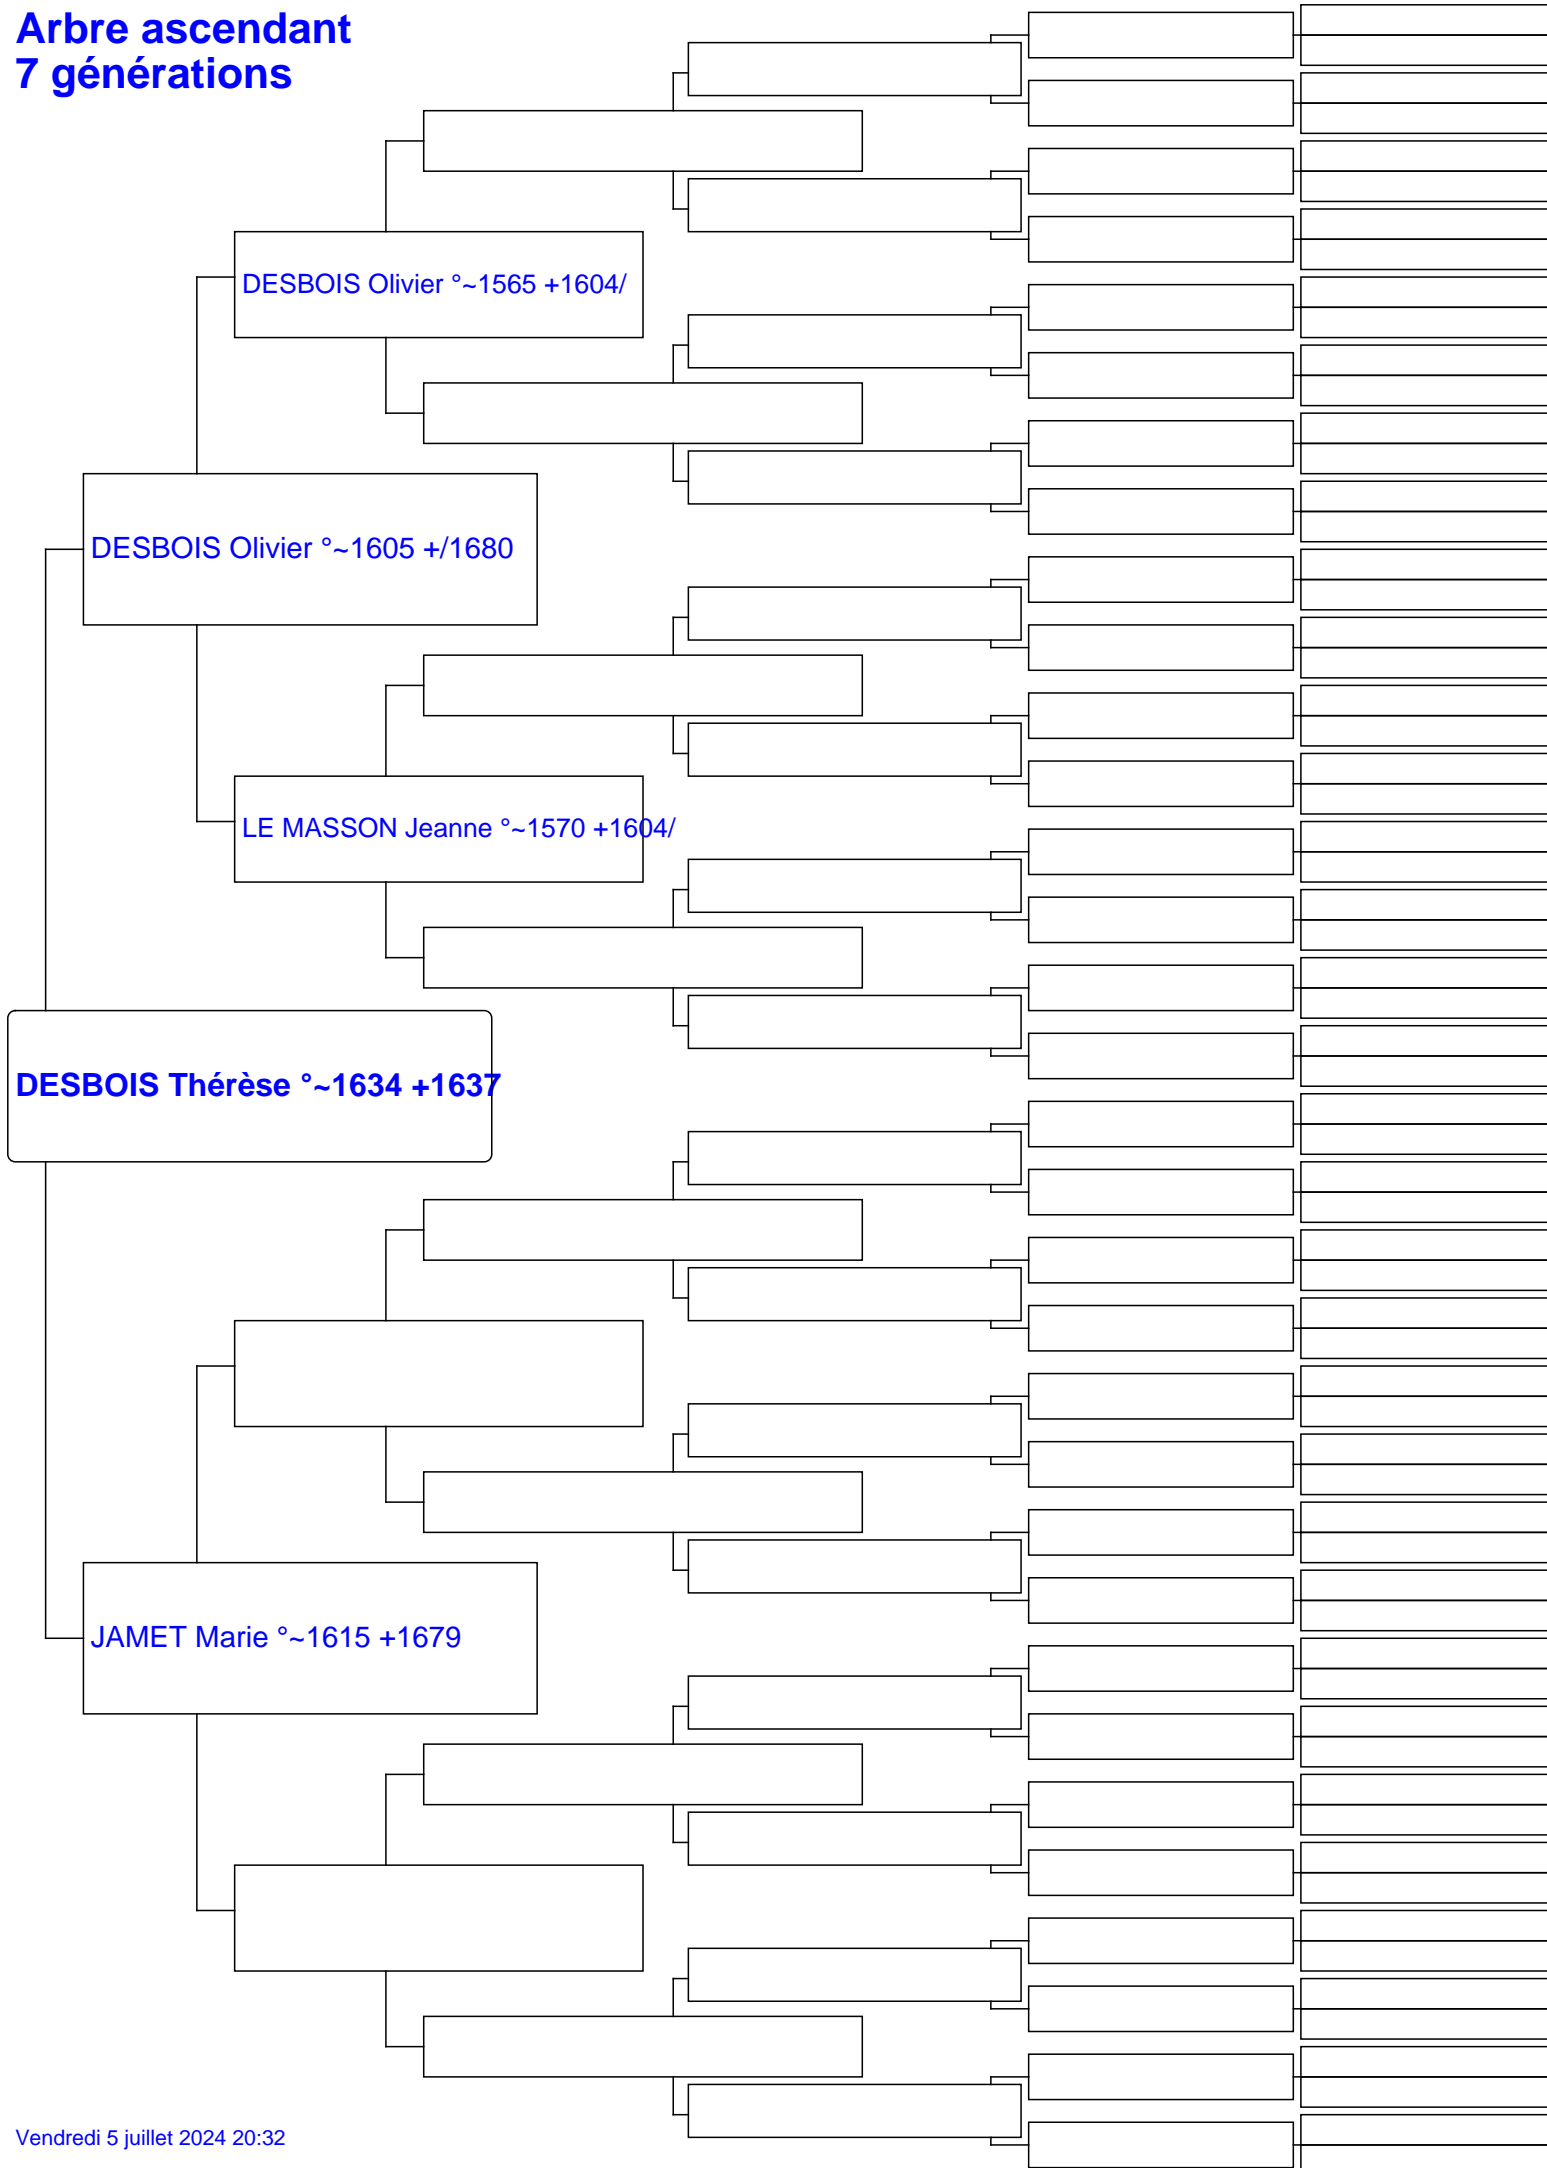 Arbre ascendant
7 générations
DESBOIS Olivier °~1565 +1604/
DESBOIS Olivier °~1605 +/1680
LE MASSON Jeanne °~1570 +1604/
DESBOIS Thérèse °~1634 +1637
JAMET Marie °~1615 +1679
Vendredi 5 juillet 2024 20:32